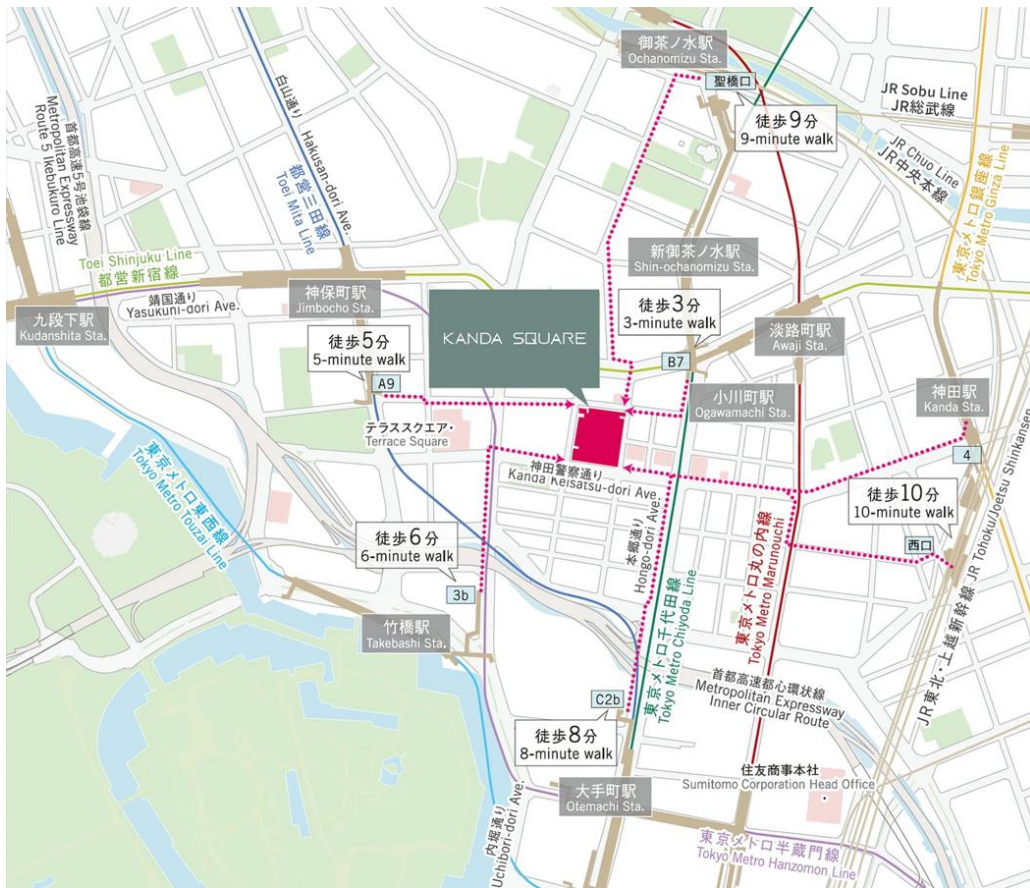 御茶ノ水駅
Ochanomizu Sta.
聖橋口
徒歩9分
9-minute walk
JR Sobu Line
JR総武線
JR Chuo Line
JR中央本線
東京メトロ銀座線
Tokyo Metro Ginza Line
首都高速5号池袋線
Metropolitan Expressway
Route 5 Ikebukuro Line
白山通り Hakusan-dori Ave.
都営三田線
Toei Mita Line
Toei Shinjuku Line
都営新宿線
新御茶ノ水駅
Shin-ochanomizu Sta.
九段下駅
Kudanshita Sta.
靖国通り
Yasukuni-dori Ave.
神保町駅
Jimbocho Sta.
徒歩3分
3-minute walk
B7
淡路町駅
Awaji Sta.
KANDA SQUARE
徒歩5分
5-minute walk
A9
小川町駅
Ogawamachi Sta.
神田駅
Kanda Sta.
4
テラススクエア・
Terrace Square
神田警察通り
Kanda Keisatsu-dori Ave.
徒歩10分
10-minute walk
西口
東京メトロ東西線
Tokyo Metro Touzai Line
徒歩6分
6-minute walk
3b
本郷通り
Hongo-dori Ave.
東京メトロ千代田線
Tokyo Metro Chiyoda Line
東京メトロ丸の内線
Tokyo Metro Marunouchi
JR東北・上越新幹線 JR Tohoku/Joetsu Shinkansen
竹橋駅
Takebashi Sta.
首都高速都心環状線
Metropolitan Expressway
Inner Circular Route
C2b
徒歩8分
8-minute walk
住友商事本社
Sumitomo Corporation Head Office
大手町駅
Otemachi Sta.
内堀通り
Uchibori-dori Ave.
東京メトロ半蔵門線
Tokyo Metro Hanzomon Line